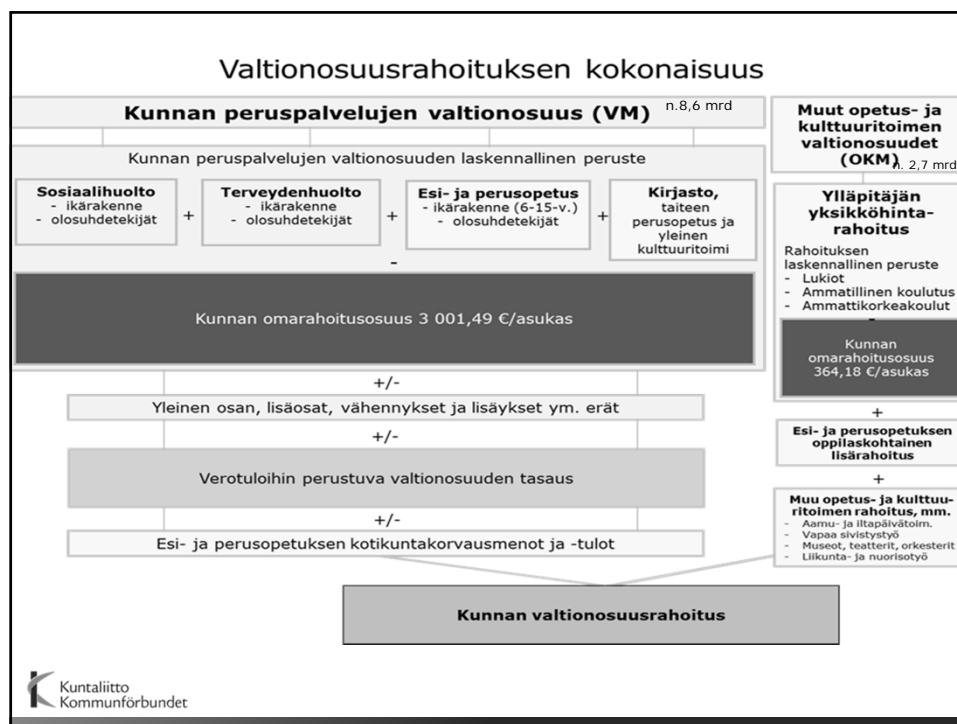 Valtionosuusrahoituksen kokonaisuus
Kunnan peruspalvelujen valtionosuus (VM) n.8,6 mrd
Kunnan peruspalvelujen valtionosuuden laskennallinen peruste
Sosiaalihuolto
- ikärakenne
- olosuhdetekijät
+
Terveydenhuolto
- ikärakenne
- olosuhdetekijät
+
Esi- ja perusopetus
- ikärakenne (6-15-v.)
- olosuhdetekijät
+
Kirjasto,
taiteen
perusopetus ja
yleinen
kulttuuritoimi
-
Kunnan omarahoitusosuus 3 001,49 €/asukas
+/-
Yleinen osan, lisäosat, vähennykset ja lisäykset ym. erät
+/-
Verotuloihin perustuva valtionosuuden tasaus
+/-
Esi- ja perusopetuksen kotikuntakorvausmenot ja -tulot
Muut opetus- ja
kulttuuritoimen
valtionosuudet
(OKM)
n. 2,7 mrd
Ylläpitäjän
yksikköhinta-
rahoitus
Rahoituksen
laskennallinen peruste
- Lukiot
- Ammatillinen koulutus
- Ammattikorkeakoulut
-
Kunnan
omarahoitusosuus
364,18 €/asukas
+
Esi- ja perusopetuksen
oppilaskohtainen
lisärahoitus
+
Muu opetus- ja kulttuu-
ritoimen rahoitus, mm.
- Aamu- ja iltapäivätoim.
- Vapaa sivistystyö
- Museot, teatterit, orkesterit
- Liikunta- ja nuorisotyö
Kunnan valtionosuusrahoitus
Kuntaliitto
Kommunförbundet